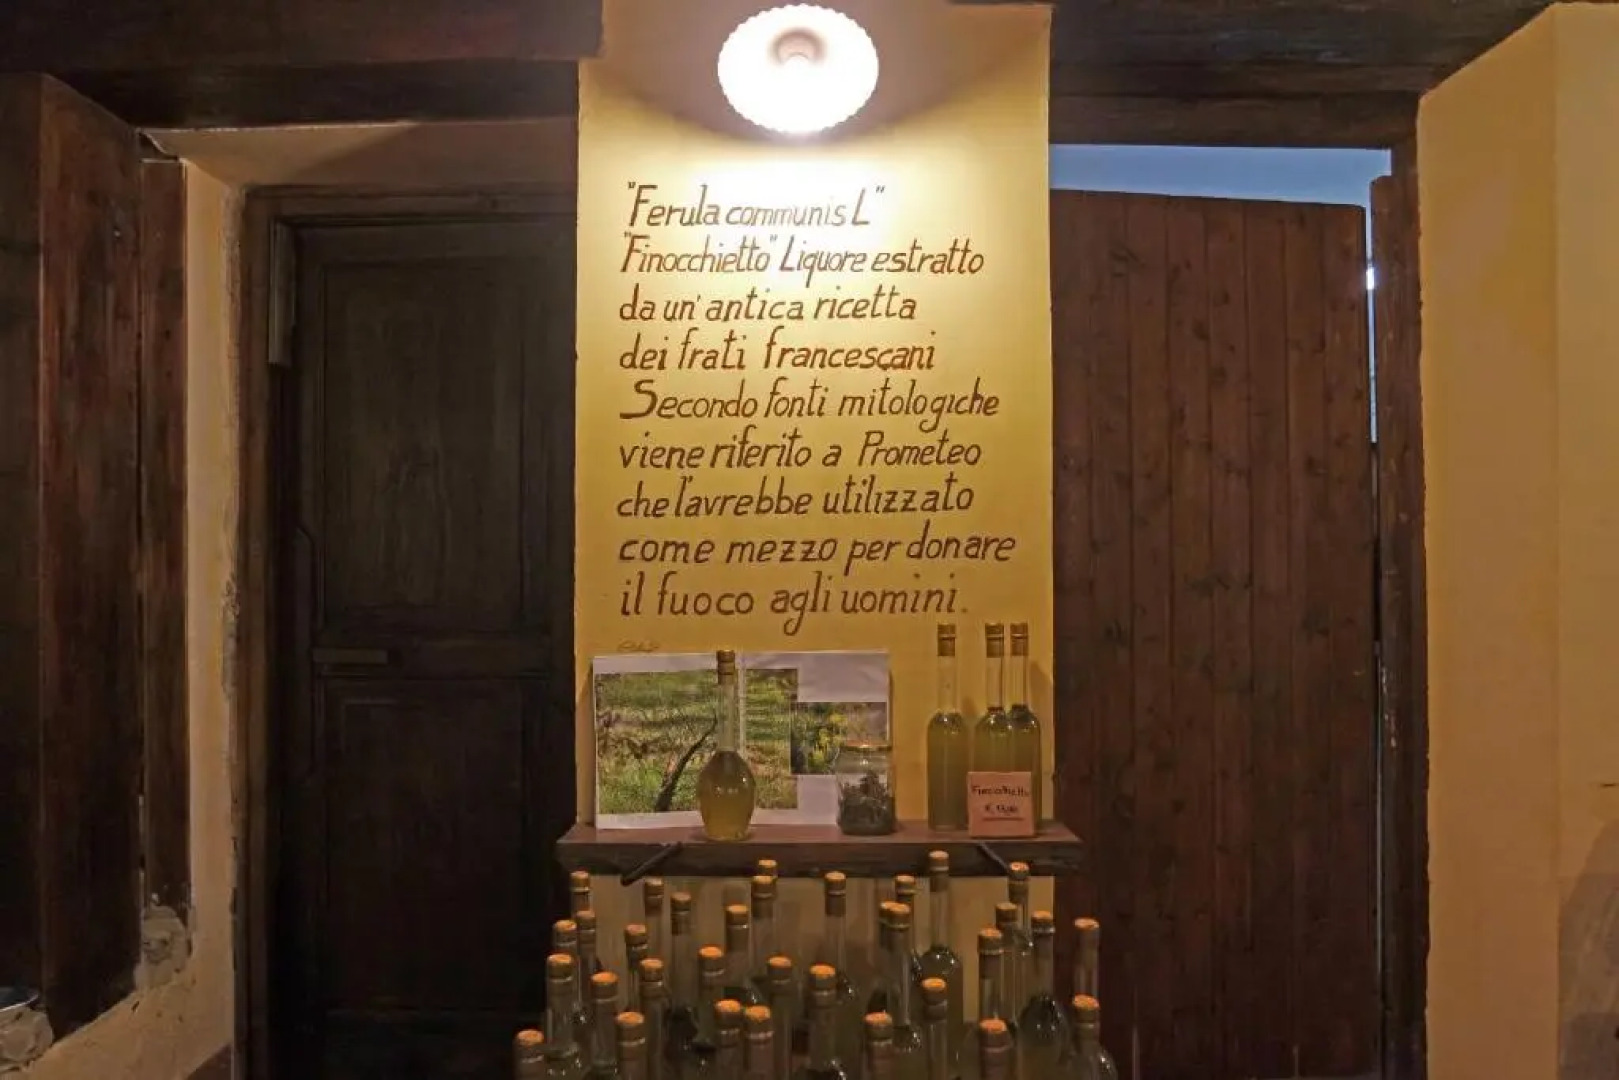 "Ferula communis L"
"Finocchietto" Liquore estratto
da un' antica ricetta
dei frati francescani
Secondo fonti mitologiche
viene riferito a Prometeo
che l'avrebbe utilizzato
come mezzo per donare
il fuoco agli uomini.
Finocchietto